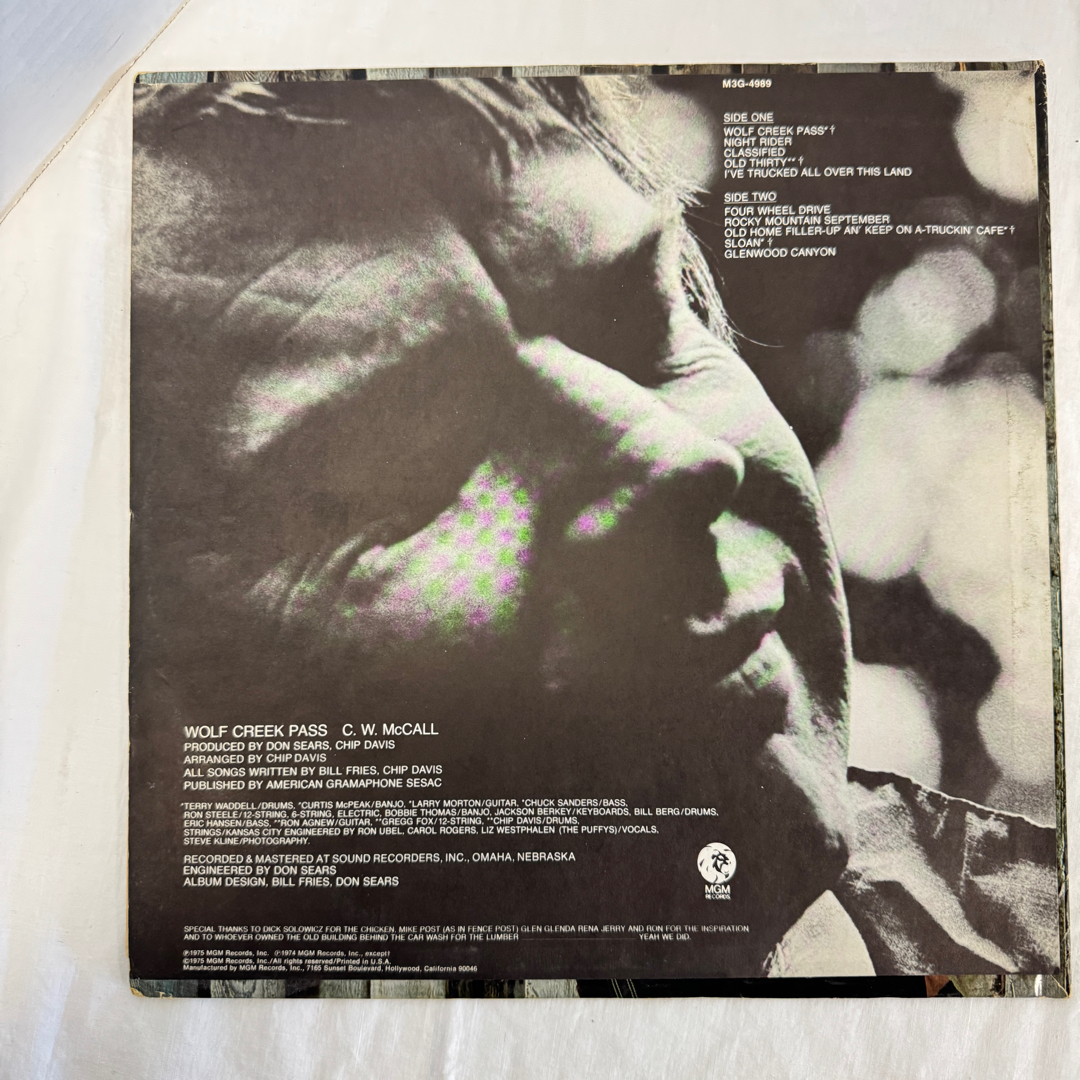 M3G-4989
SIDE ONE
WOLF CREEK PASS* †
NIGHT RIDER
CLASSIFIED
OLD THIRTY** †
I'VE TRUCKED ALL OVER THIS LAND
SIDE TWO
FOUR WHEEL DRIVE
ROCKY MOUNTAIN SEPTEMBER
OLD HOME FILLER-UP AN' KEEP ON A-TRUCKIN' CAFE* †
SLOAN* †
GLENWOOD CANYON
WOLF CREEK PASS C. W. McCALL
PRODUCED BY DON SEARS, CHIP DAVIS
ARRANGED BY CHIP DAVIS
ALL SONGS WRITTEN BY BILL FRIES, CHIP DAVIS
PUBLISHED BY AMERICAN GRAMAPHONE SESAC
*TERRY WADDELL/DRUMS, *CURTIS McPEAK/BANJO, *LARRY MORTON/GUITAR, *CHUCK SANDERS/BASS,
RON STEELE/12-STRING, 6-STRING, ELECTRIC, BOBBIE THOMAS/BANJO, JACKSON BERKEY/KEYBOARDS, BILL BERG/DRUMS,
ERIC HANSEN/BASS, **RON AGNEW/GUITAR, **GREGG FOX/12-STRING, **CHIP DAVIS/DRUMS,
STRINGS/KANSAS CITY ENGINEERED BY RON UBEL, CAROL ROGERS, LIZ WESTPHALEN (THE PUFFYS)/VOCALS,
STEVE KLINE/PHOTOGRAPHY.
RECORDED & MASTERED AT SOUND RECORDERS, INC., OMAHA, NEBRASKA
ENGINEERED BY DON SEARS
ALBUM DESIGN, BILL FRIES, DON SEARS
MGM
RECORDS
SPECIAL THANKS TO DICK SOLOWICZ FOR THE CHICKEN, MIKE POST (AS IN FENCE POST) GLEN GLENDA RENA JERRY AND RON FOR THE INSPIRATION
AND TO WHOEVER OWNED THE OLD BUILDING BEHIND THE CAR WASH FOR THE LUMBER YEAH WE DID.
℗1975 MGM Records, Inc. ℗1974 MGM Records, Inc., except†
©1975 MGM Records, Inc./All rights reserved/Printed in U.S.A.
Manufactured by MGM Records, Inc., 7165 Sunset Boulevard, Hollywood, California 90046